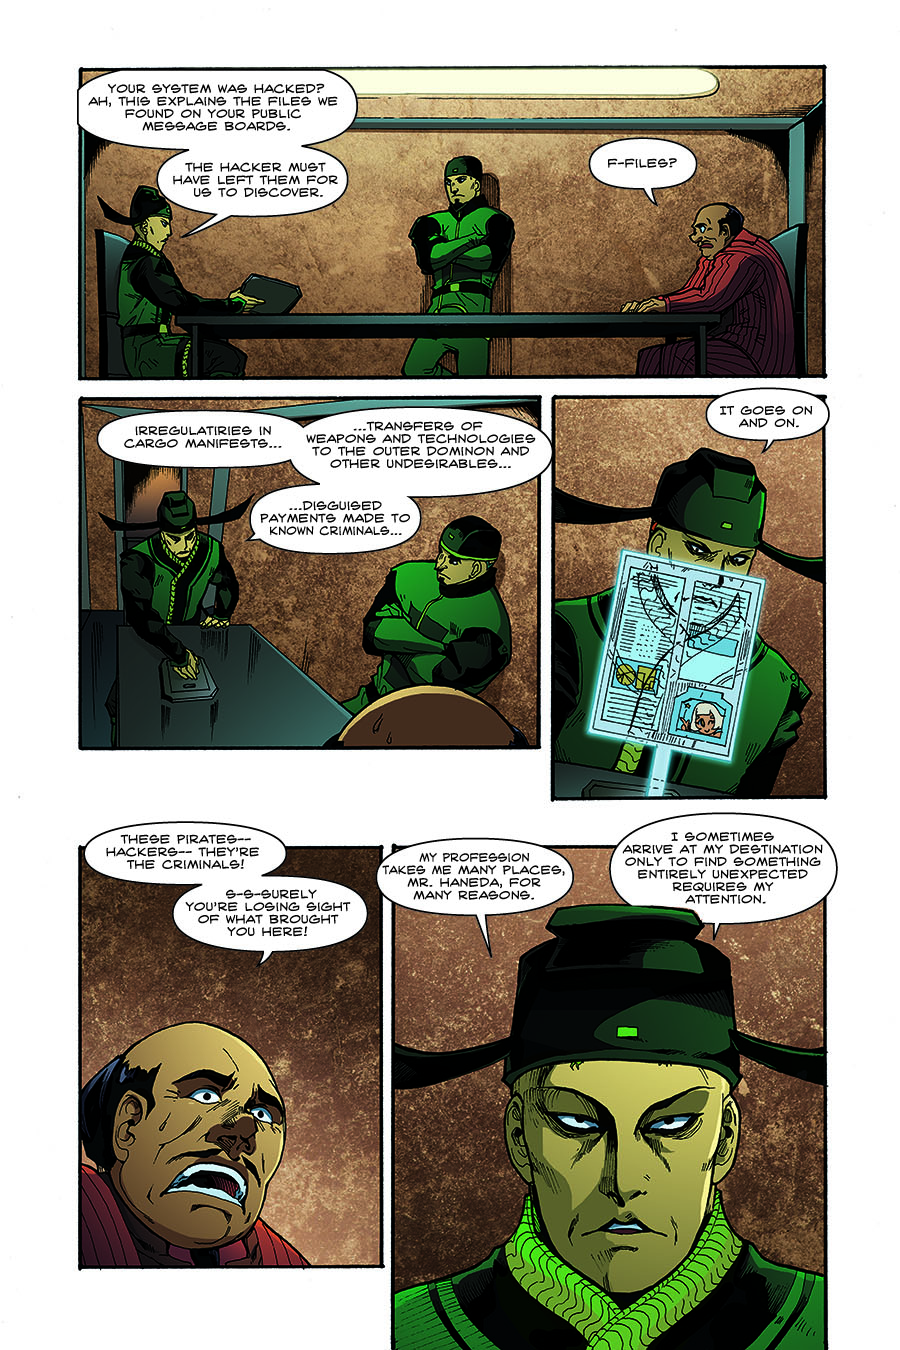 YOUR SYSTEM WAS HACKED?
AH, THIS EXPLAINS THE FILES WE
FOUND ON YOUR PUBLIC
MESSAGE BOARDS.
THE HACKER MUST
HAVE LEFT THEM FOR
US TO DISCOVER.
F-FILES?
IRREGULATIRIES IN
CARGO MANIFESTS...
...TRANSFERS OF
WEAPONS AND TECHNOLOGIES
TO THE OUTER DOMINON AND
OTHER UNDESIRABLES...
...DISGUISED
PAYMENTS MADE TO
KNOWN CRIMINALS...
IT GOES ON
AND ON.
THESE PIRATES--
HACKERS-- THEY'RE
THE CRIMINALS!
S-S-SURELY
YOU'RE LOSING SIGHT
OF WHAT BROUGHT
YOU HERE!
MY PROFESSION
TAKES ME MANY PLACES,
MR. HANEDA, FOR
MANY REASONS.
I SOMETIMES
ARRIVE AT MY DESTINATION
ONLY TO FIND SOMETHING
ENTIRELY UNEXPECTED
REQUIRES MY
ATTENTION.